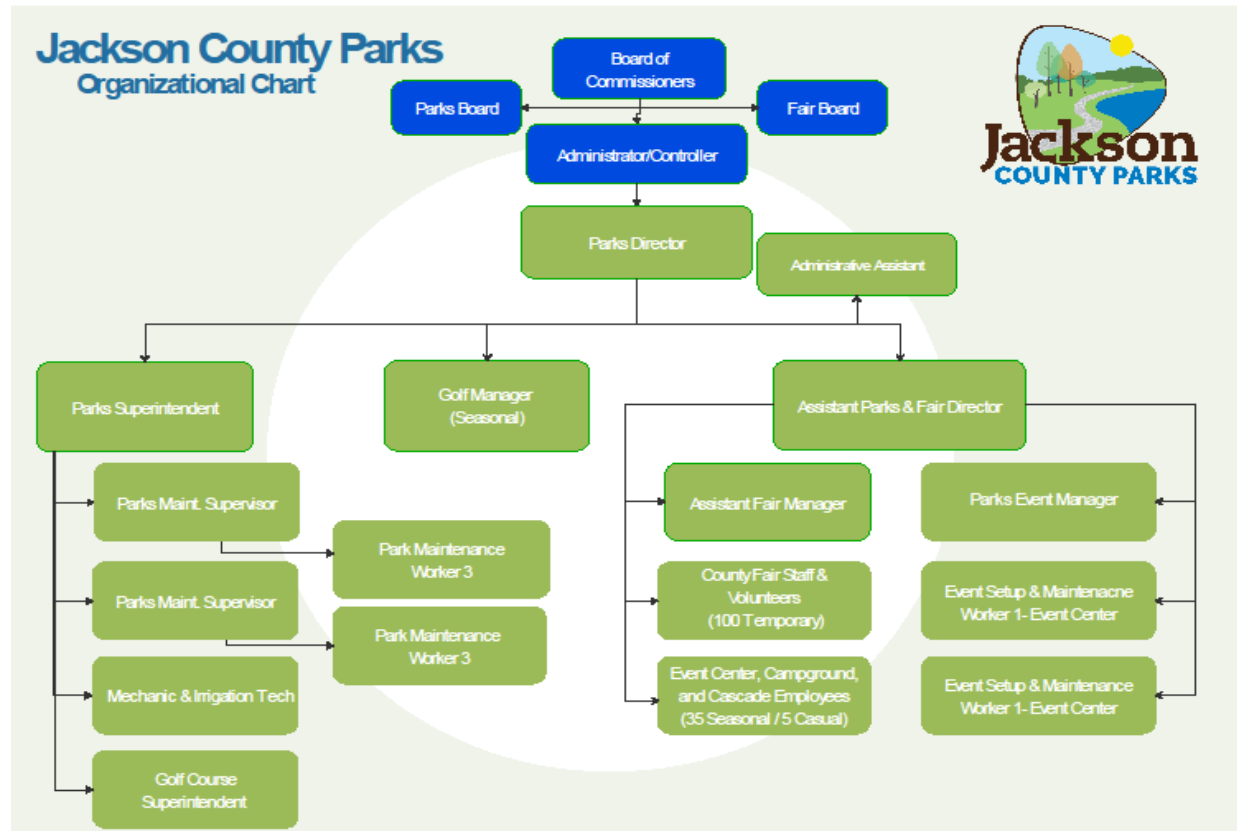 Jackson County Parks
Organizational Chart
Board of
Commissioners
Parks Board
Fair Board
Administrator/Controller
Jackson
COUNTY PARKS
Parks Director
Administrative Assistant
Parks Superintendent
Golf Manager
(Seasonal)
Assistant Parks & Fair Director
Parks Maint. Supervisor
Assistant Fair Manager
Parks Event Manager
Park Maintenance
Worker 3
Parks Maint. Supervisor
County Fair Staff &
Volunteers
(100 Temporary)
Event Setup & Maintenacne
Worker 1- Event Center
Park Maintenance
Worker 3
Mechanic & Irrigation Tech
Event Center, Campground,
and Cascade Employees
(35 Seasonal / 5 Casual)
Event Setup & Maintenance
Worker 1- Event Center
Golf Course
Superintendent